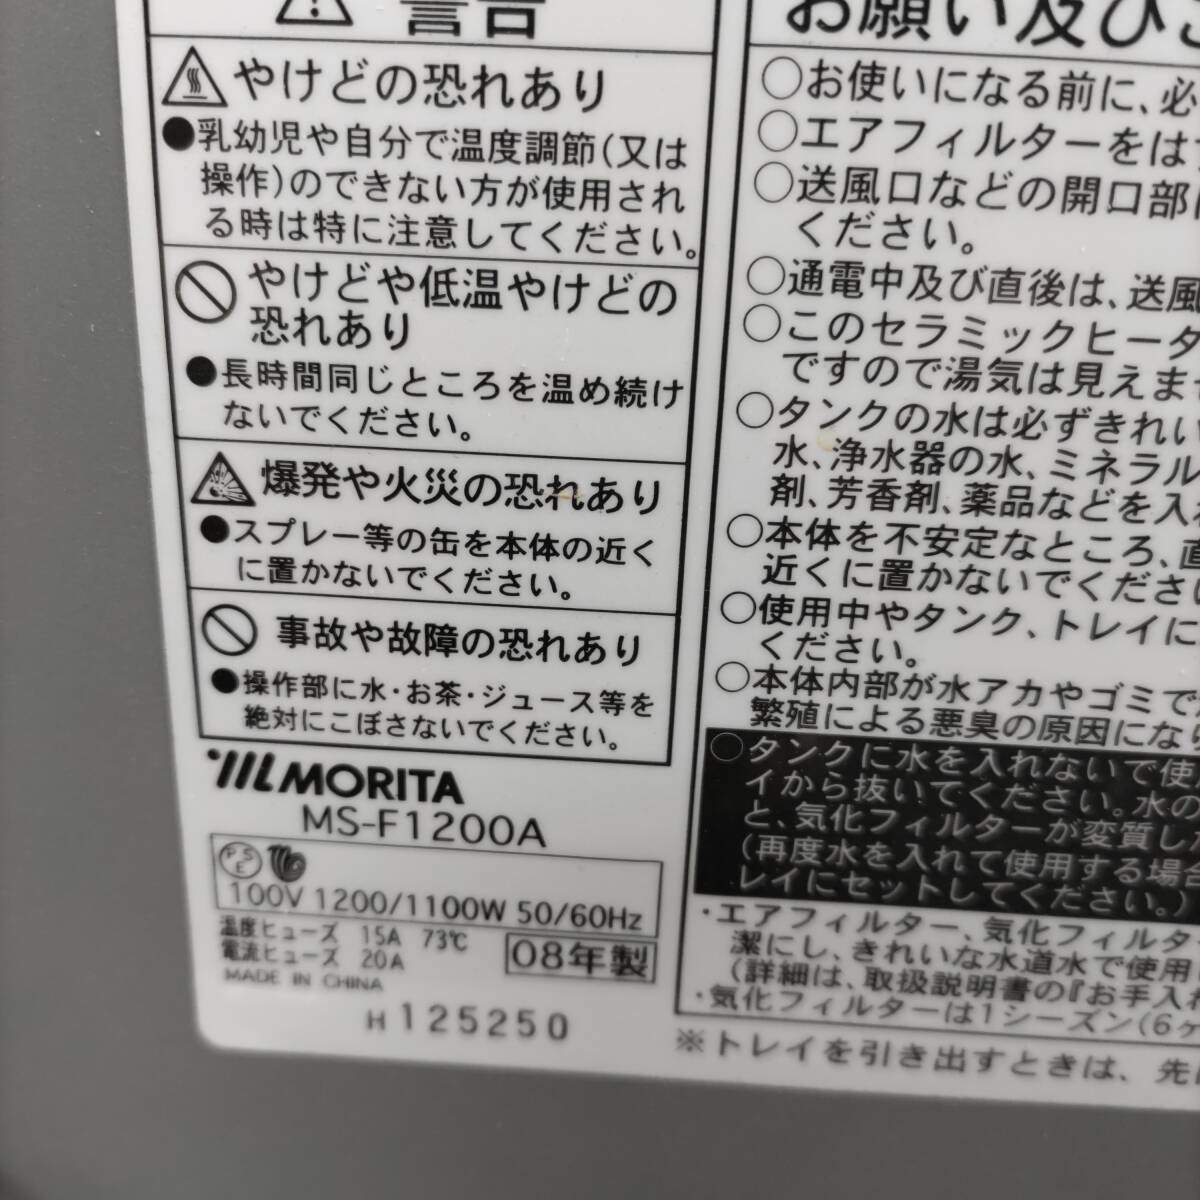 警告
やけどの恐れあり
●乳幼児や自分で温度調節(又は
操作)のできない方が使用され
る時は特に注意してください。
やけどや低温やけどの
恐れあり
●長時間同じところを温め続け
ないでください。
爆発や火災の恐れあり
●スプレー等の缶を本体の近く
に置かないでください。
事故や故障の恐れあり
●操作部に水・お茶・ジュース等を
絶対にこぼさないでください。
MORITA
MS-F1200A
PSE
100V 1200/1100W 50/60Hz
温度ヒューズ 15A 73℃
電流ヒューズ 20A
08年製
MADE IN CHINA
H 125250
お願い及びご
○お使いになる前に、必
○エアフィルターをは
○送風口などの開口部
ください。
○通電中及び直後は、送風
○このセラミックヒータ
ですので湯気は見えま
○タンクの水は必ずきれい
水、浄水器の水、ミネラル
剤、芳香剤、薬品などを入
○本体を不安定なところ、直
近くに置かないでくださ
○使用中やタンク、トレイに
ください。
○本体内部が水アカやゴミで
繁殖による悪臭の原因になら
○タンクに水を入れないで使
イから抜いてください。水の
と、気化フィルターが変質し
(再度水を入れて使用する場合
レイにセットしてください。)
・エアフィルター、気化フィルタ
潔にし、きれいな水道水で使用
(詳細は、取扱説明書の『お手入
・気化フィルターは1シーズン(6ヶ
※トレイを引き出すときは、先に